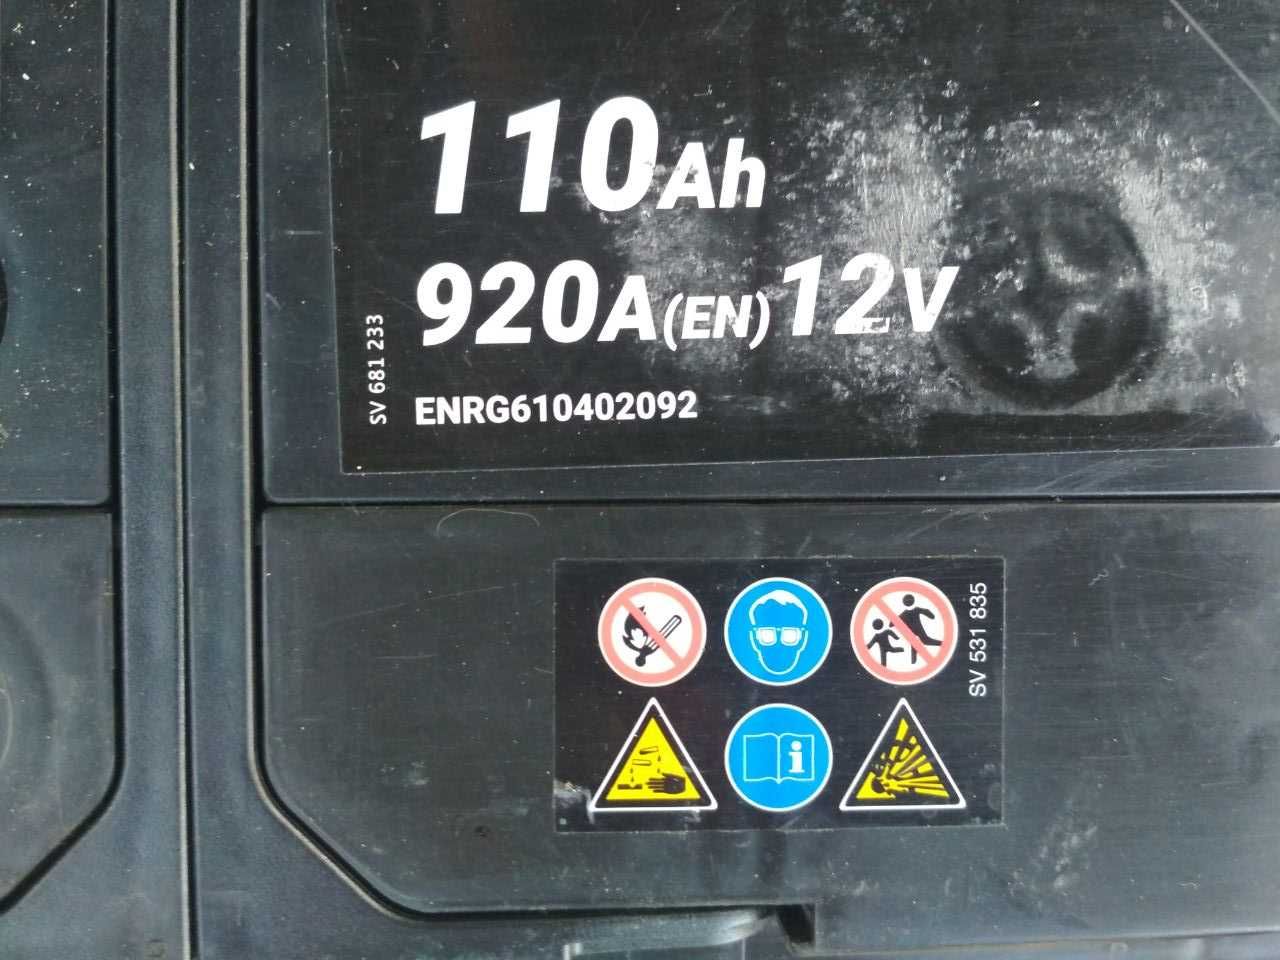 110Ah
920A(EN)12V
SV 681 233
ENRG610402092
SV 531 835
i